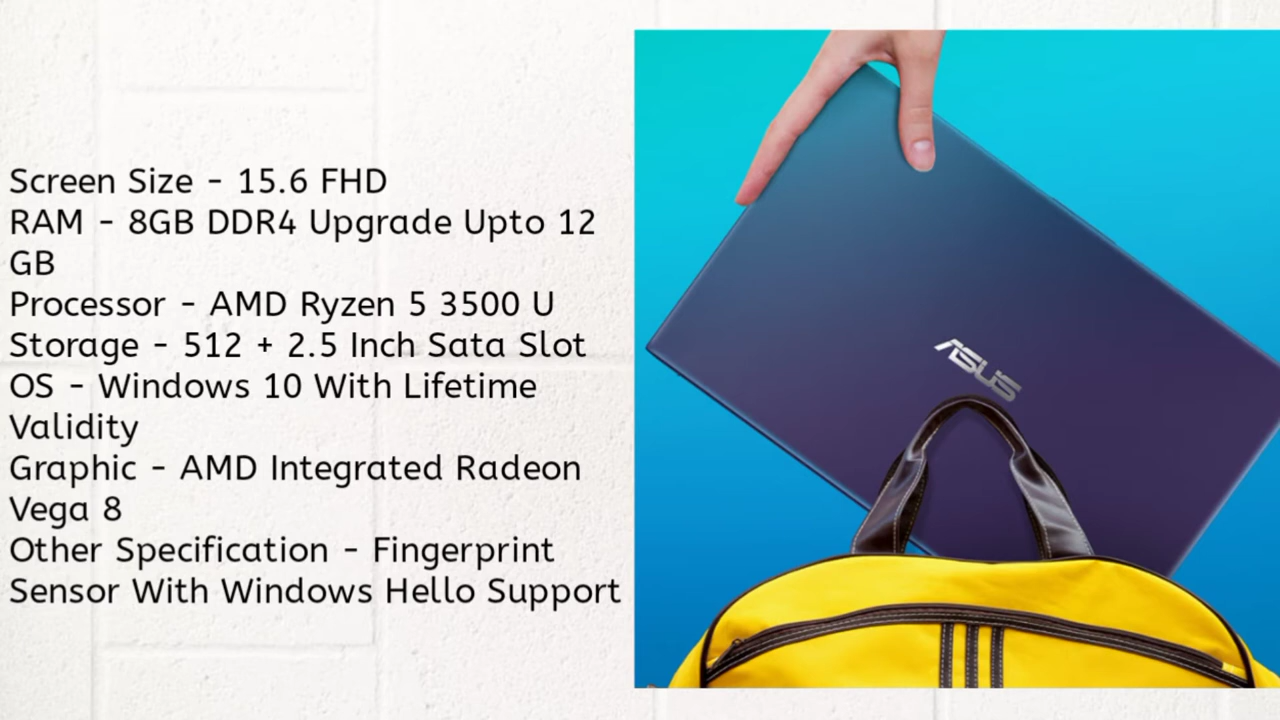 Screen Size - 15.6 FHD
RAM - 8GB DDR4 Upgrade Upto 12
GB
Processor - AMD Ryzen 5 3500 U
Storage - 512 + 2.5 Inch Sata Slot
OS - Windows 10 With Lifetime
Validity
Graphic - AMD Integrated Radeon
Vega 8
Other Specification - Fingerprint
Sensor With Windows Hello Support
ASUS